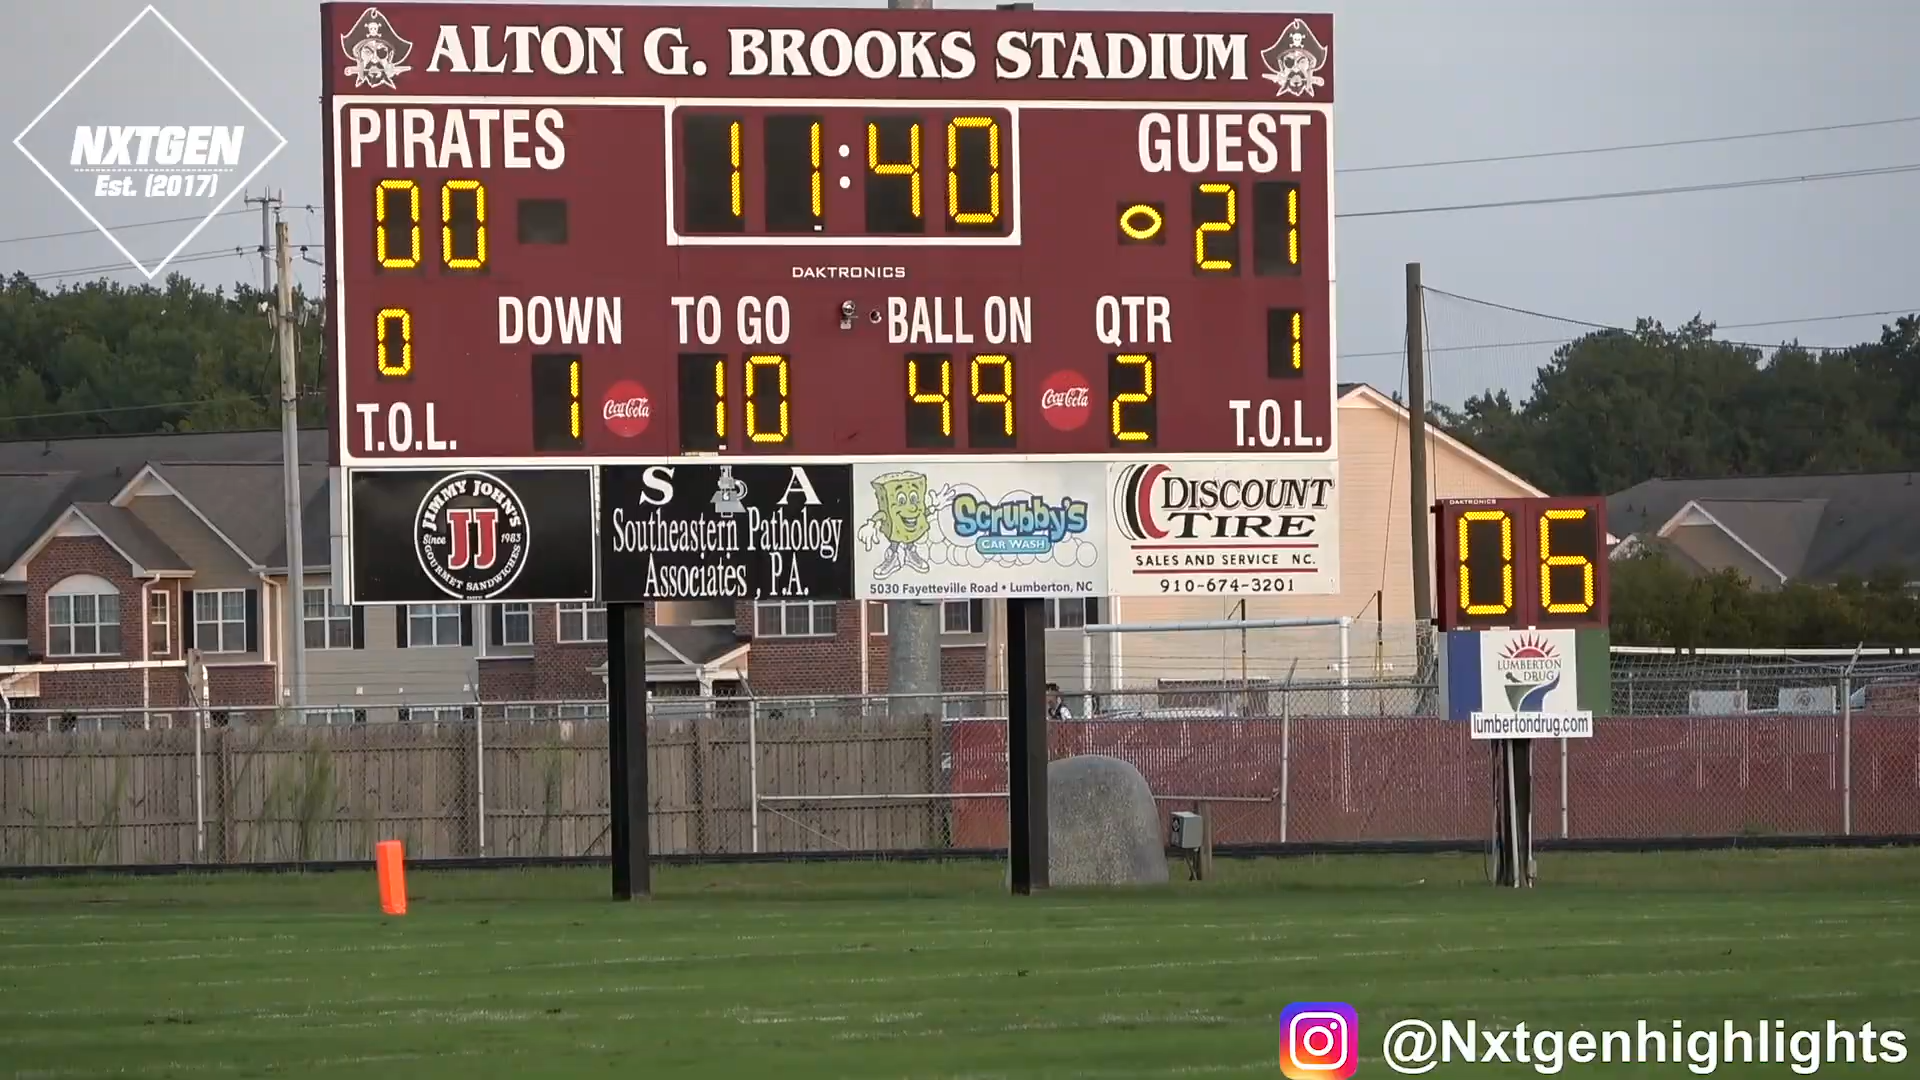 NXTGEN
Est. (2017)
ALTON G. BROOKS STADIUM
PIRATES
11:40
GUEST
00
21
DAKTRONICS
DOWN
TO GO
BALL ON
QTR
0
1
1
10
49
2
T.O.L.
Coca-Cola
Coca-Cola
T.O.L.
JIMMY JOHN'S
Since
JJ
1983
GOURMET SANDWICHES
S A
Southeastern Pathology
Associates, P.A.
Scrubby's
CAR WASH
5030 Fayetteville Road • Lumberton, NC
DISCOUNT
TIRE
SALES AND SERVICE NC.
910-674-3201
DAKTRONICS
06
LUMBERTON
DRUG
lumbertondrug.com
@Nxtgenhighlights